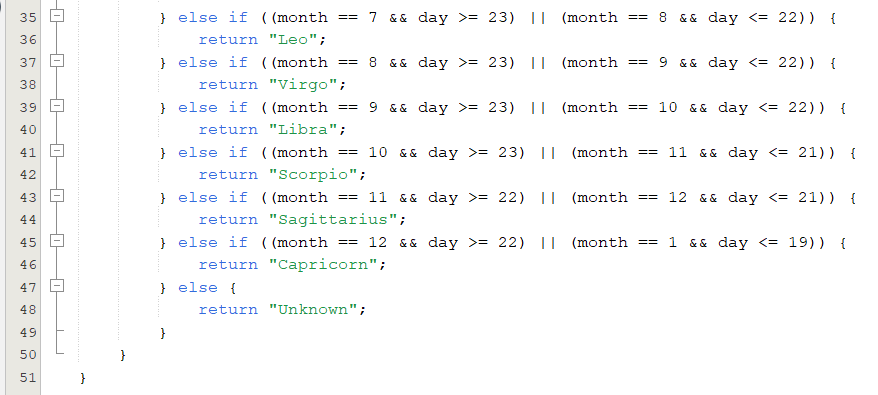 35 } else if ((month == 7 && day >= 23) || (month == 8 && day <= 22)) {
36 return "Leo";
37 } else if ((month == 8 && day >= 23) || (month == 9 && day <= 22)) {
38 return "Virgo";
39 } else if ((month == 9 && day >= 23) || (month == 10 && day <= 22)) {
40 return "Libra";
41 } else if ((month == 10 && day >= 23) || (month == 11 && day <= 21)) {
42 return "Scorpio";
43 } else if ((month == 11 && day >= 22) || (month == 12 && day <= 21)) {
44 return "Sagittarius";
45 } else if ((month == 12 && day >= 22) || (month == 1 && day <= 19)) {
46 return "Capricorn";
47 } else {
48 return "Unknown";
49 }
50 }
51 }